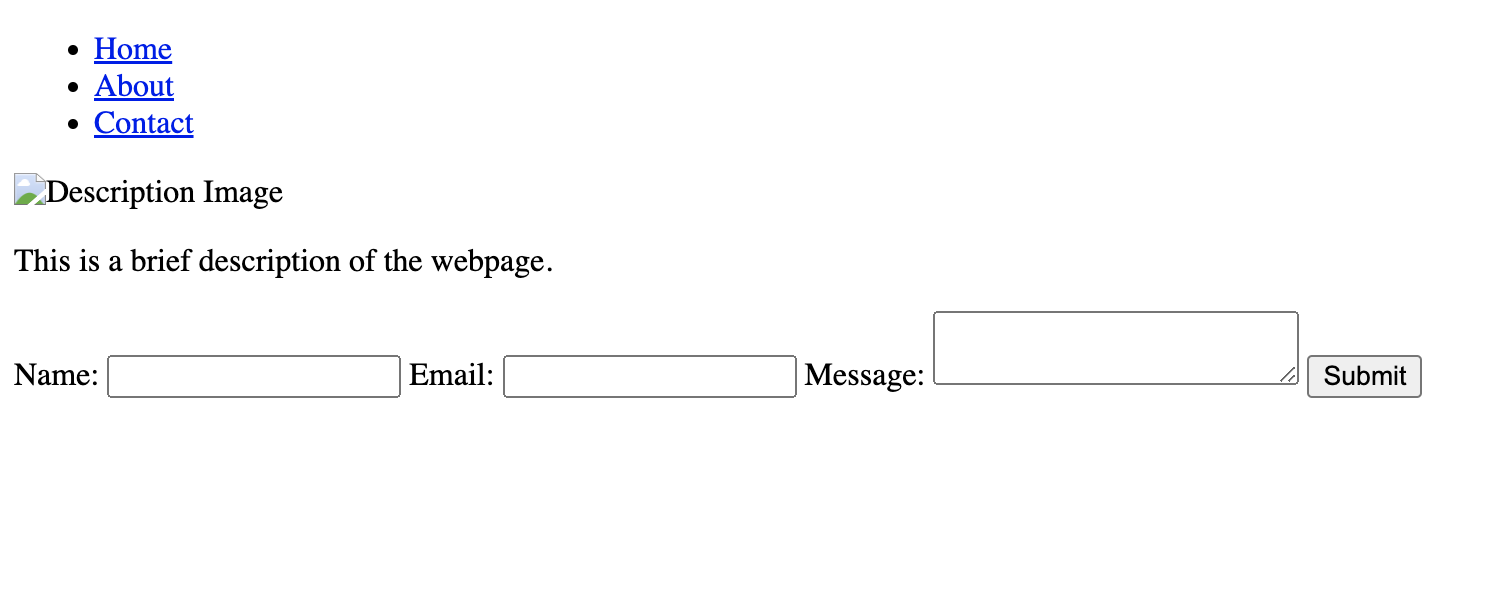 Home
About
Contact
Description Image
This is a brief description of the webpage.
Name: Email: Message: Submit